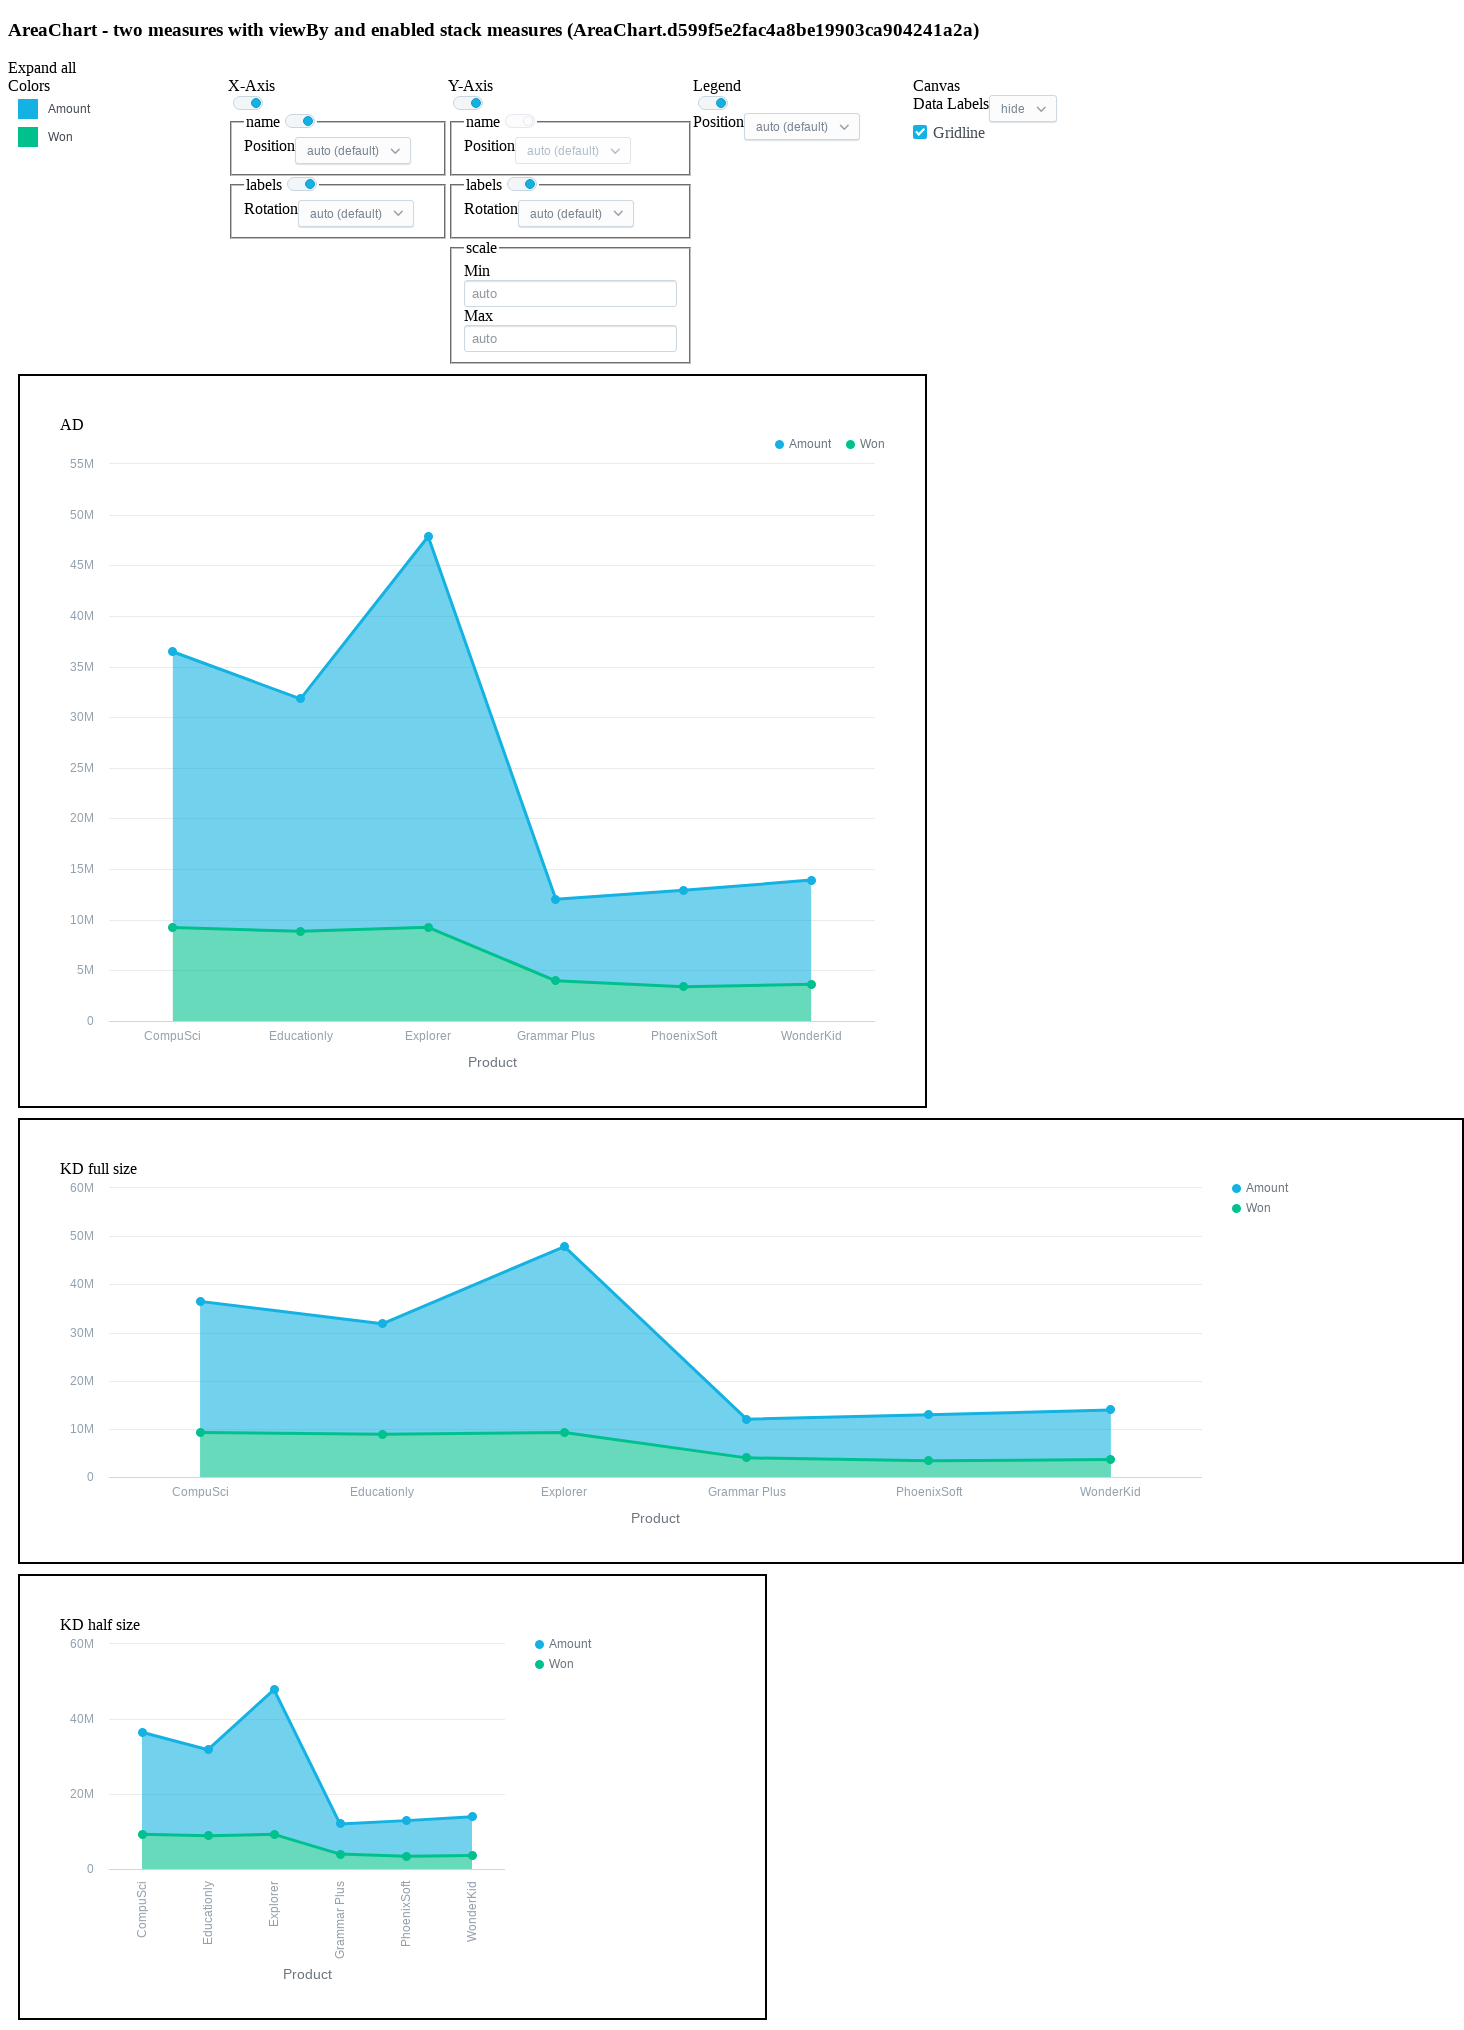 AreaChart - two measures with viewBy and enabled stack measures (AreaChart.d599f5e2fac4a8be19903ca904241a2a)
Expand all
Colors
Amount
Won
X-Axis
name
Position auto (default)
labels
Rotation auto (default)
Y-Axis
name
Position auto (default)
labels
Rotation auto (default)
scale
Min
auto
Max
auto
Legend
Position auto (default)
Canvas
Data Labels hide
Gridline
AD
Amount Won
55M
50M
45M
40M
35M
30M
25M
20M
15M
10M
5M
0
CompuSci Educationly Explorer Grammar Plus PhoenixSoft WonderKid
Product
KD full size
Amount
Won
60M
50M
40M
30M
20M
10M
0
CompuSci Educationly Explorer Grammar Plus PhoenixSoft WonderKid
Product
KD half size
Amount
Won
60M
40M
20M
0
CompuSci
Educationly
Explorer
Grammar Plus
PhoenixSoft
WonderKid
Product